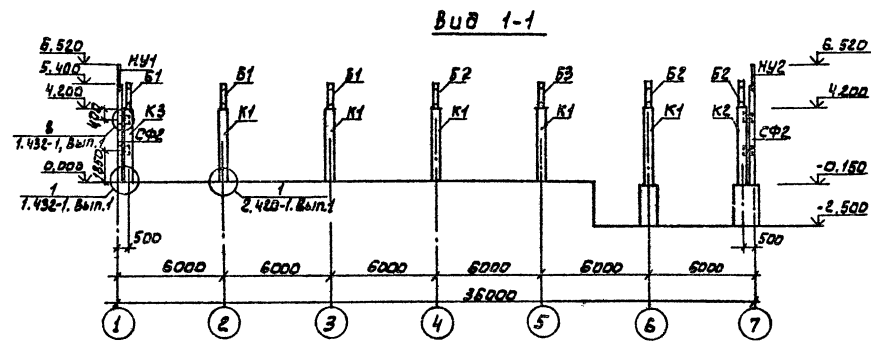 Вид 1-1
6.520
НУ1
5.400
Б1
4.200
К3
400
СФ2
8
1.432-1, Вып.1
1850
0.000
1
1.432-1. Вып.1
Б1
К1
1
2.420-1. Вып.1
Б1
К1
Б2
К1
Б3
К1
Б2
К1
Б2
К2
НУ2
СФ2
6.520
4.200
-0.150
-2.500
500
500
6000
6000
6000
6000
6000
6000
36000
1
2
3
4
5
6
7